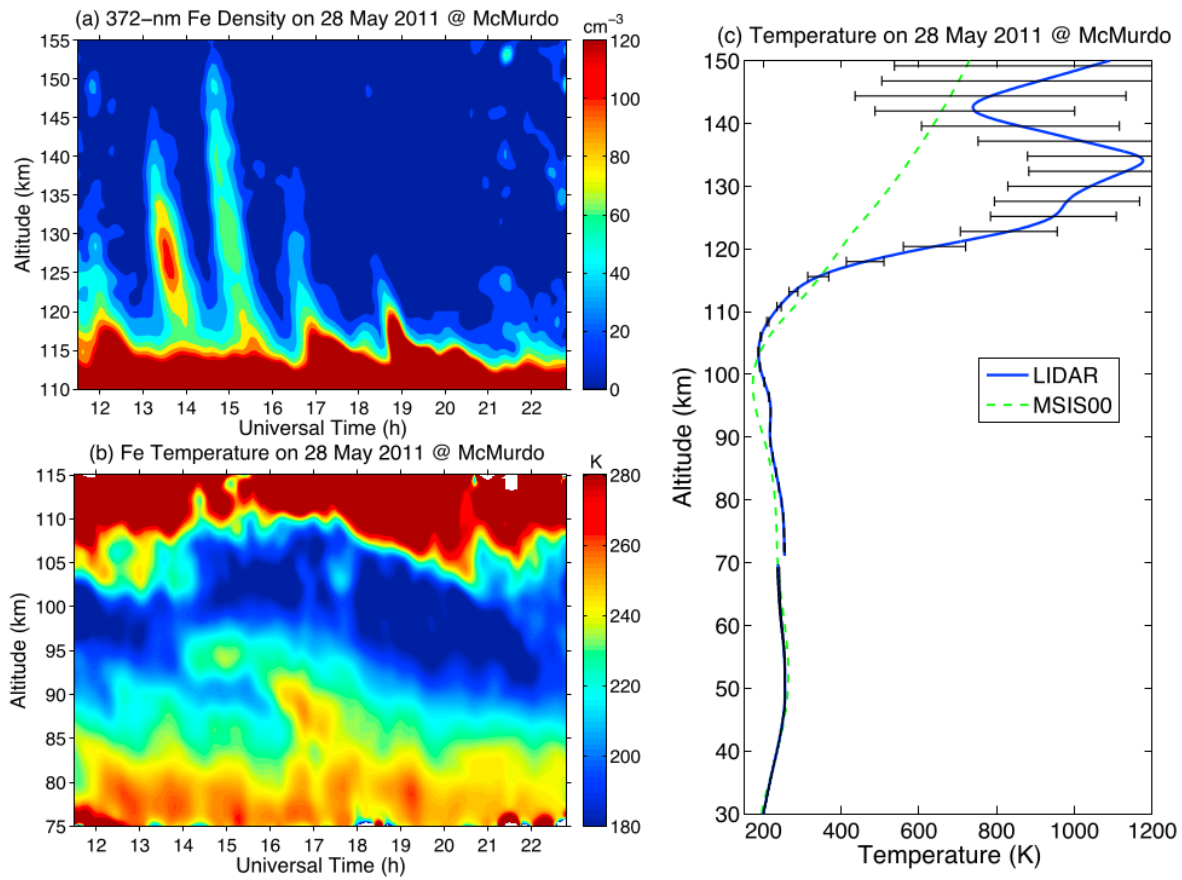 (a) 372−nm Fe Density on 28 May 2011 @ McMurdo
cm−3
155
150
145
140
135
130
125
120
115
110
Altitude (km)
12 13 14 15 16 17 18 19 20 21 22
Universal Time (h)
120
100
80
60
40
20
0
(b) Fe Temperature on 28 May 2011 @ McMurdo
K
115
110
105
100
95
90
85
80
75
Altitude (km)
12 13 14 15 16 17 18 19 20 21 22
Universal Time (h)
280
260
240
220
200
180
(c) Temperature on 28 May 2011 @ McMurdo
150
140
130
120
110
100
90
80
70
60
50
40
30
Altitude (km)
LIDAR
MSIS00
200 400 600 800 1000 1200
Temperature (K)